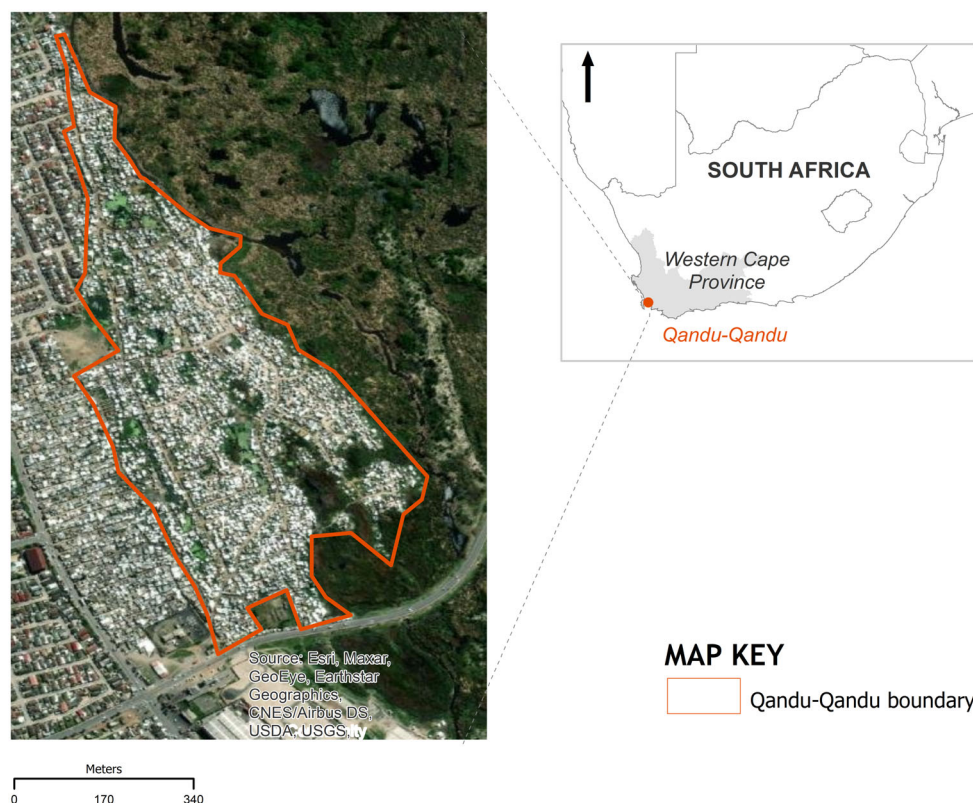 SOUTH AFRICA
Western Cape
Province
Qandu-Qandu
Source: Esri, Maxar,
GeoEye, Earthstar
Geographics,
CNES/Airbus DS,
USDA, USGS,
MAP KEY
Qandu-Qandu boundary
Meters
0 170 340